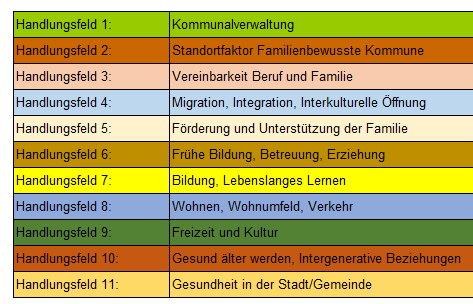 Handlungsfeld 1: Kommunalverwaltung
Handlungsfeld 2: Standortfaktor Familienbewusste Kommune
Handlungsfeld 3: Vereinbarkeit Beruf und Familie
Handlungsfeld 4: Migration, Integration, Interkulturelle Öffnung
Handlungsfeld 5: Förderung und Unterstützung der Familie
Handlungsfeld 6: Frühe Bildung, Betreuung, Erziehung
Handlungsfeld 7: Bildung, Lebenslanges Lernen
Handlungsfeld 8: Wohnen, Wohnumfeld, Verkehr
Handlungsfeld 9: Freizeit und Kultur
Handlungsfeld 10: Gesund älter werden, Intergenerative Beziehungen
Handlungsfeld 11: Gesundheit in der Stadt/Gemeinde